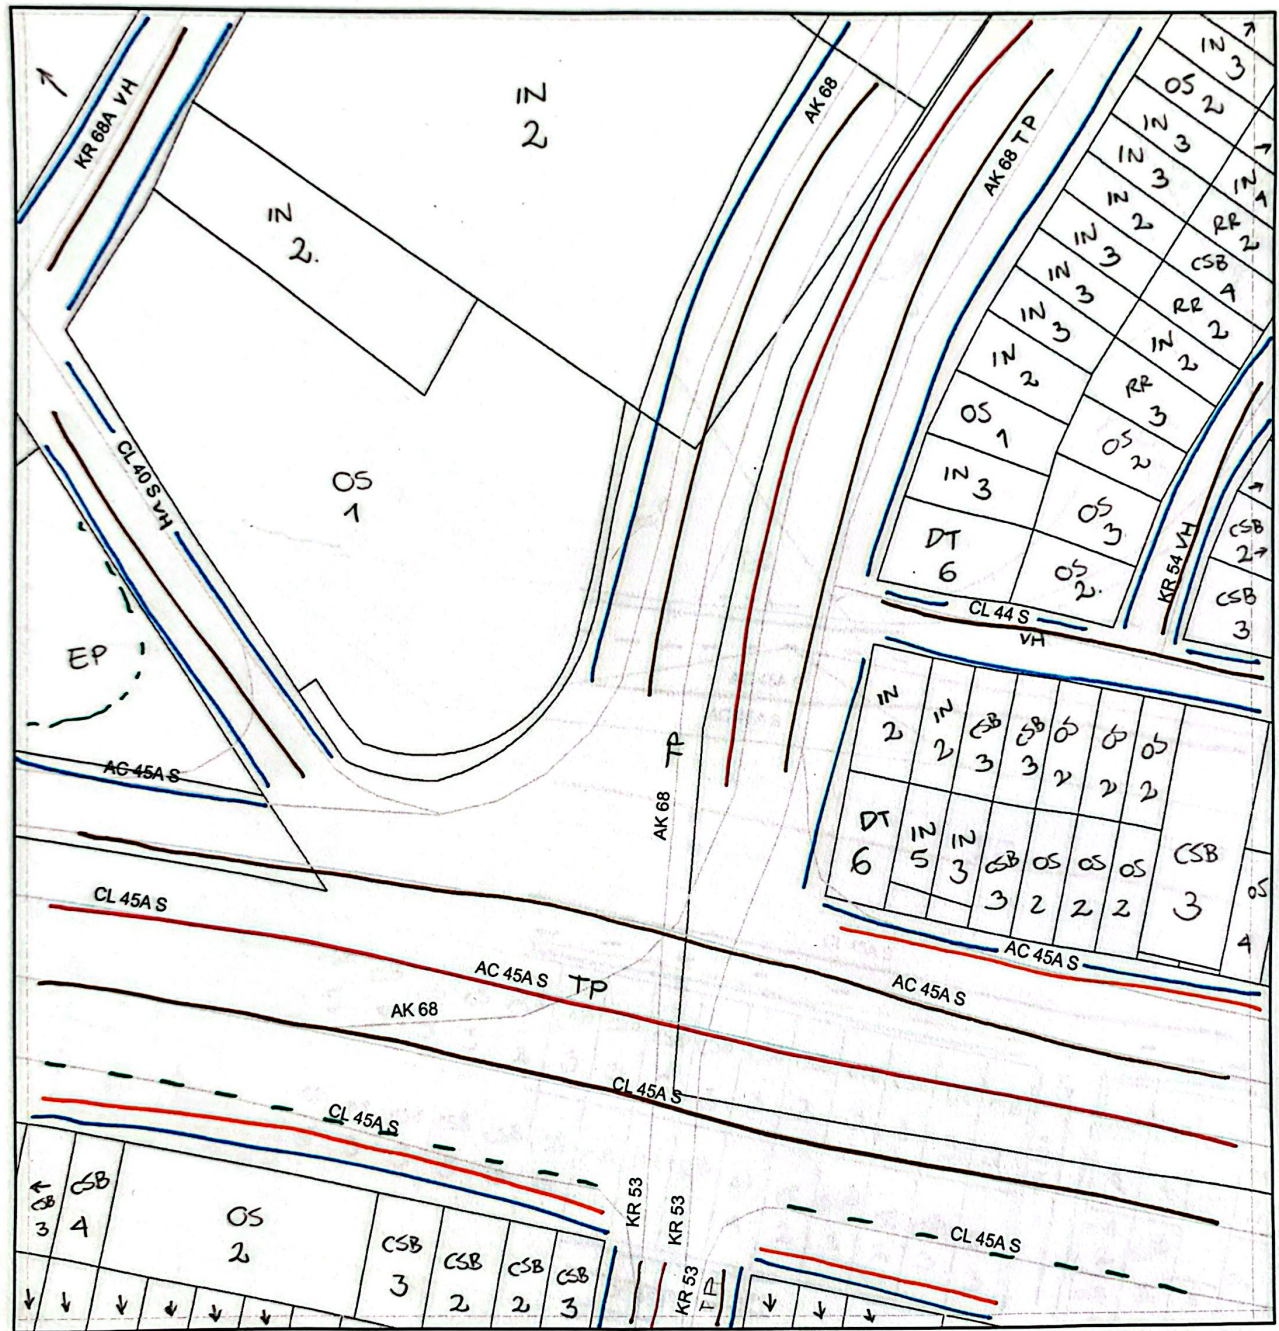 KR 68A VH
IN
2
IN
2.
OS
1
CL 40 S VH
EP
AC 45A S
AK 68
AK 68 TP
IN
3
OS 2
IN
3
IN
3
IN
2
IN
3
IN
3
IN
3
IN
2
OS
1
IN 3
DT
6
IN
1
RR
2
CSB
4
RR
2
IN
2
RR
3
OS
2
OS
3
OS
2.
KR 54 VH
CSB
2
CSB
3
CL 44 S
VH
IN
2
IN
2
CSB
3
CSB
3
OS
2
OS
2
OS
2
DT
6
IN
5
IN
3
CSB
3
OS
2
OS
2
OS
2
CSB
3
OS
4
TP
AK 68
CL 45A S
AC 45A S TP
AK 68
AC 45A S
AC 45A S
CL 45A S
CL 45A S
CL 45A S
CSB
3
CSB
4
OS
2
CSB
3
CSB
2
CSB
2
CSB
3
KR 53
KR 53
KR 53
TP